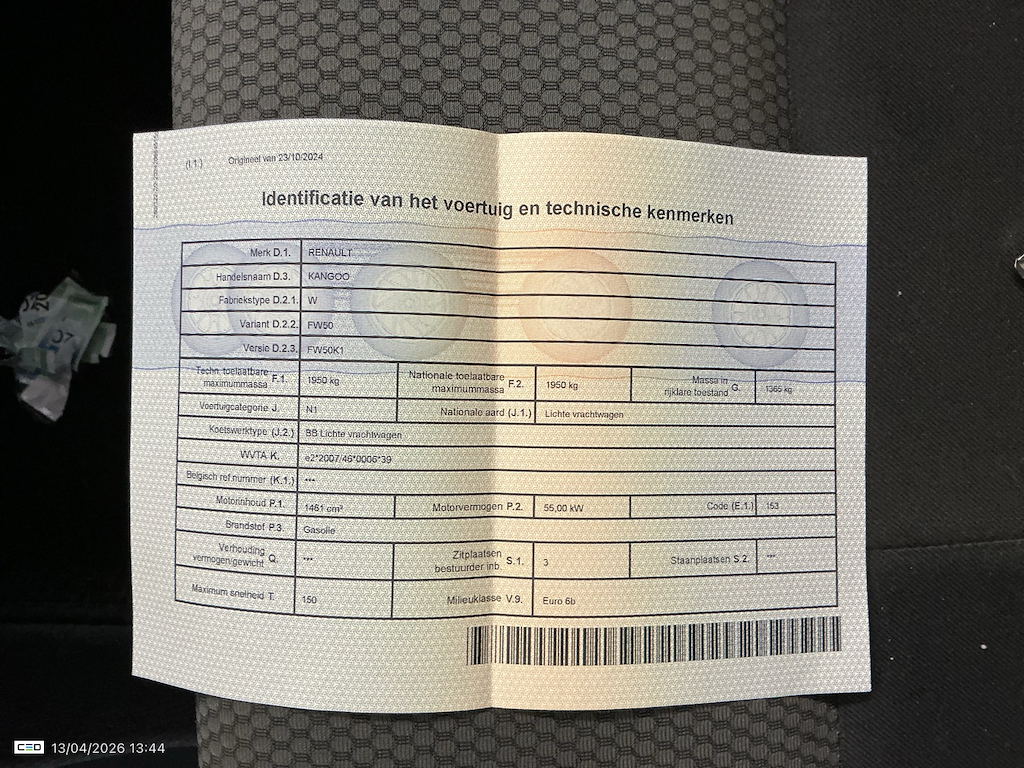 (I.1.) Origineel van 23/10/2024
Identificatie van het voertuig en technische kenmerken
Merk D.1. RENAULT
Handelsnaam D.3. KANGOO
Fabriekstype D.2.1. W
Variant D.2.2. FW50
Versie D.2.3. FW50K1
Techn. toelaatbare maximummassa F.1. 1950 kg Nationale toelaatbare maximummassa F.2. 1950 kg Massa in rijklare toestand G. 1365 kg
Voertuigcategorie J. N1 Nationale aard (J.1.) Lichte vrachtwagen
Koetswerktype (J.2.) BB Lichte vrachtwagen
WVTA K. e2*2007/46*0006*39
Belgisch ref.nummer (K.1.) ***
Motorinhoud P.1. 1461 cm³ Motorvermogen P.2. 55,00 kW Code (E.1.) 153
Brandstof P.3. Gasolie
Verhouding vermogen/gewicht Q. *** Zitplaatsen bestuurder inb. S.1. 3 Staanplaatsen S.2. ***
Maximum snelheid T. 150 Milieuklasse V.9. Euro 6b
CEO 13/04/2026 13:44